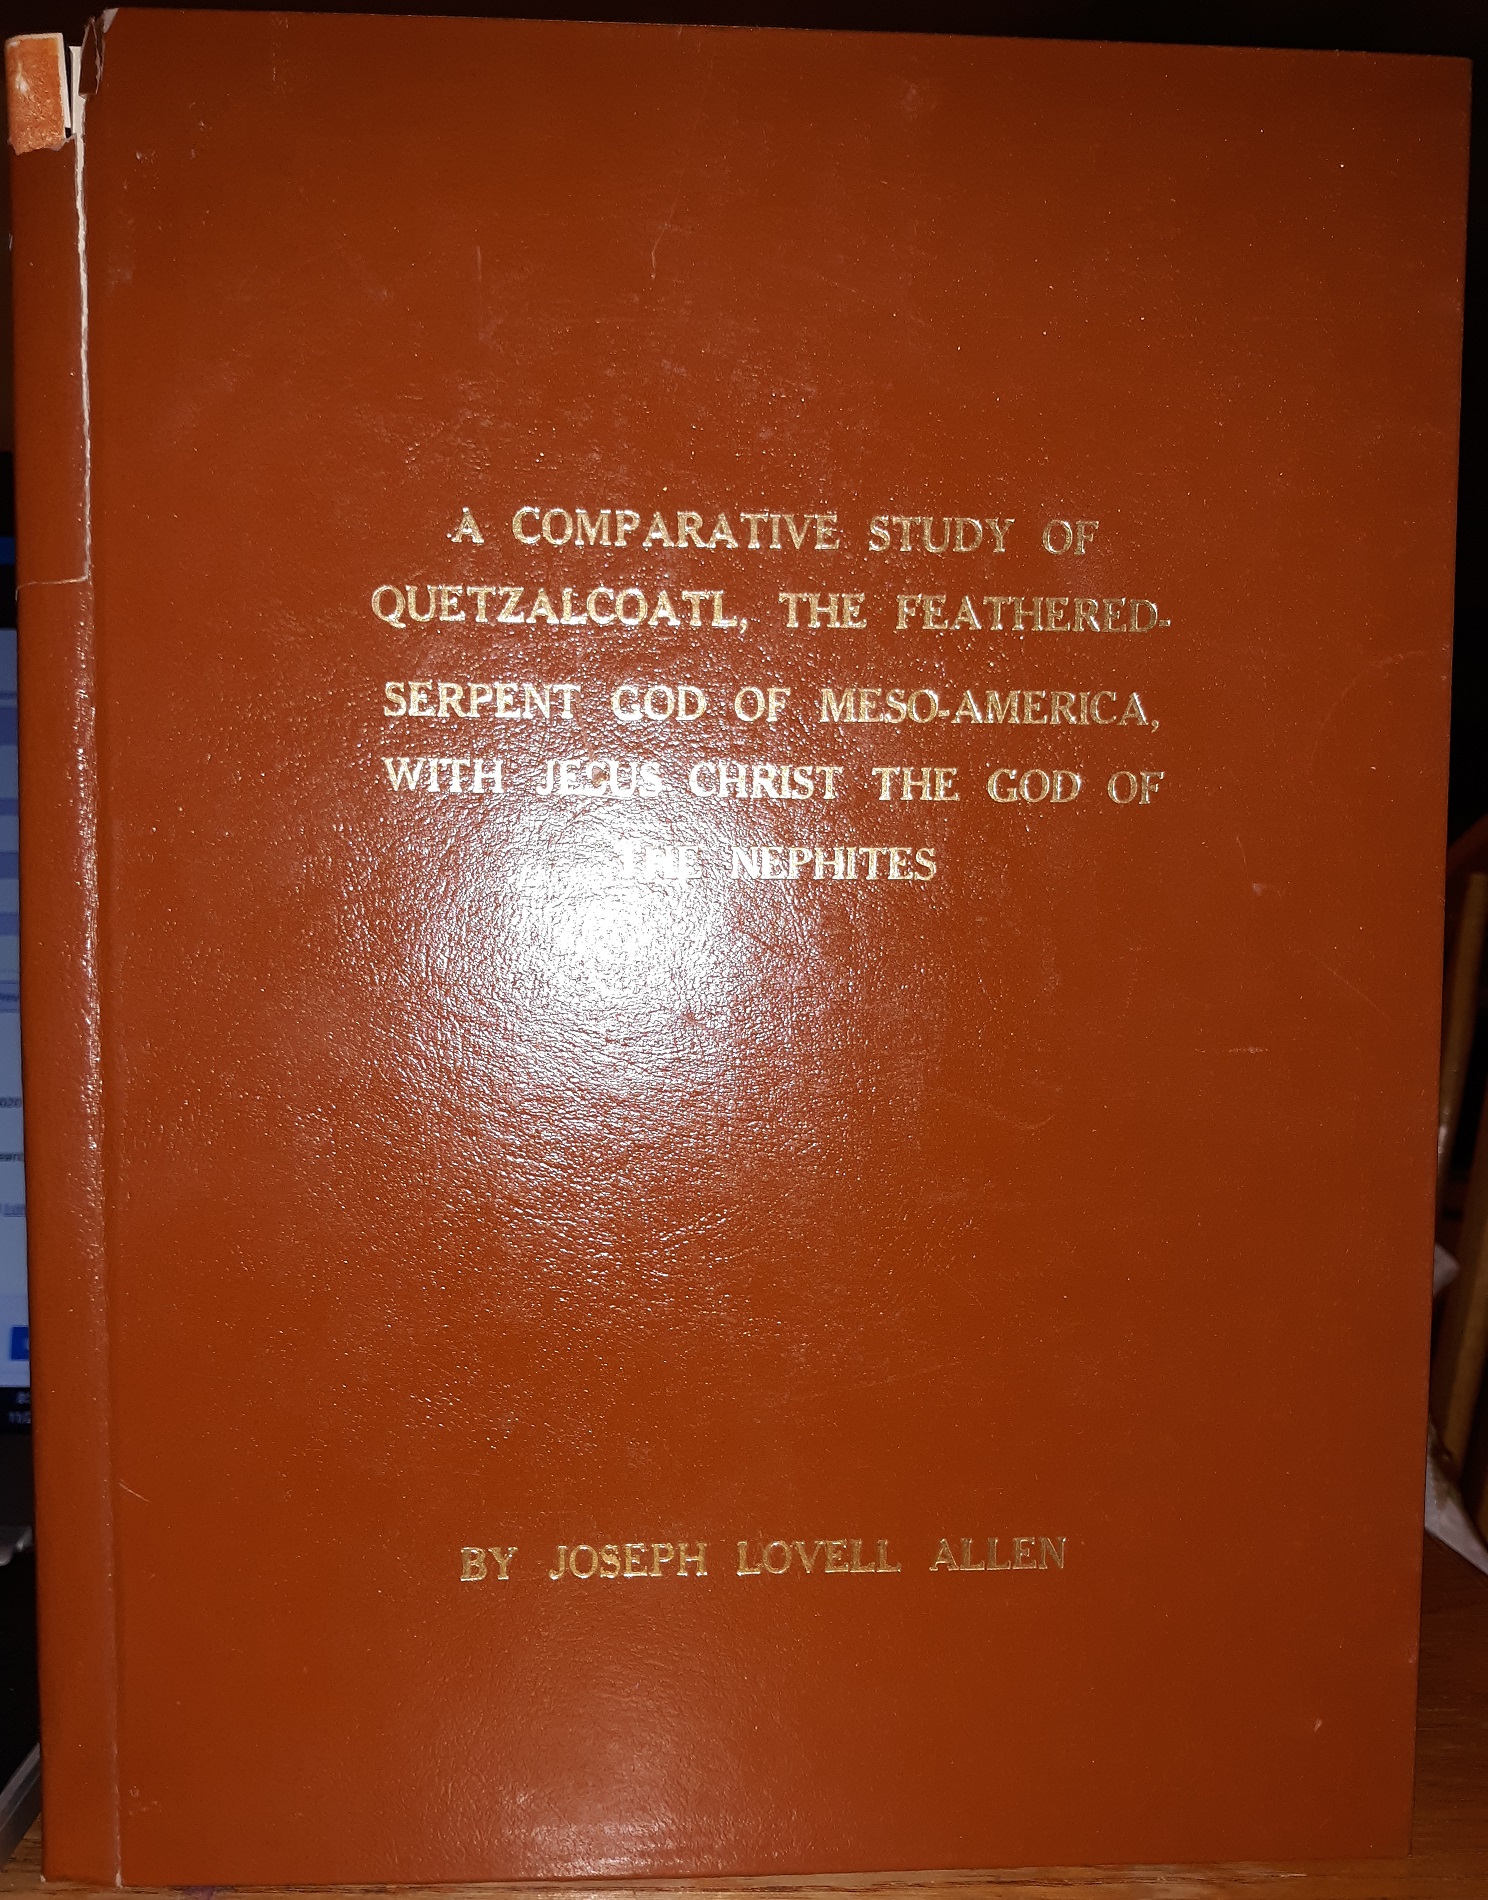 A COMPARATIVE STUDY OF
QUETZALCOATL, THE FEATHERED-
SERPENT GOD OF MESO-AMERICA,
WITH JESUS CHRIST THE GOD OF
THE NEPHITES
BY JOSEPH LOVELL ALLEN